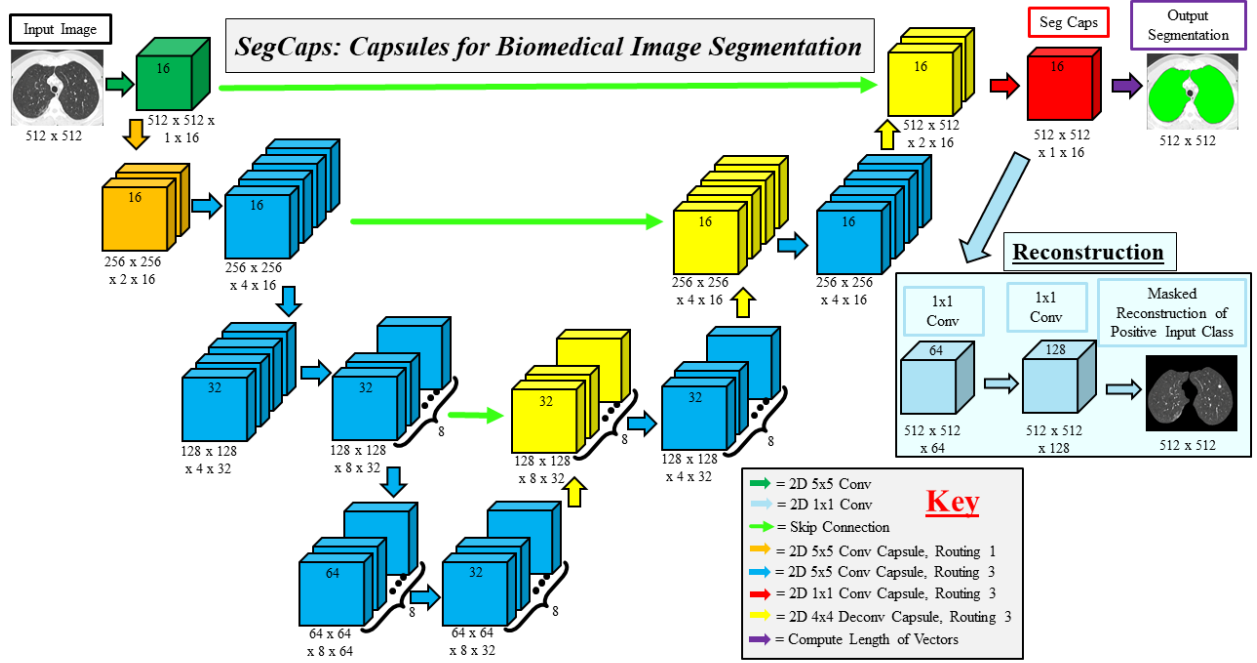 Input Image
SegCaps: Capsules for Biomedical Image Segmentation
Seg Caps
Output
Segmentation
16
512 x 512
512 x 512 x
1 x 16
16
512 x 512
x 2 x 16
16
512 x 512
x 1 x 16
512 x 512
16
256 x 256
x 2 x 16
16
256 x 256
x 4 x 16
16
256 x 256
x 4 x 16
16
256 x 256
x 4 x 16
32
128 x 128
x 4 x 32
32
8
128 x 128
x 8 x 32
32
8
128 x 128
x 8 x 32
32
8
128 x 128
x 4 x 32
64
8
64 x 64
x 8 x 64
32
8
64 x 64
x 8 x 32
Reconstruction
1x1
Conv
1x1
Conv
Masked
Reconstruction of
Positive Input Class
64
512 x 512
x 64
128
512 x 512
x 128
512 x 512
Key
= 2D 5x5 Conv
= 2D 1x1 Conv
= Skip Connection
= 2D 5x5 Conv Capsule, Routing 1
= 2D 5x5 Conv Capsule, Routing 3
= 2D 1x1 Conv Capsule, Routing 3
= 2D 4x4 Deconv Capsule, Routing 3
= Compute Length of Vectors